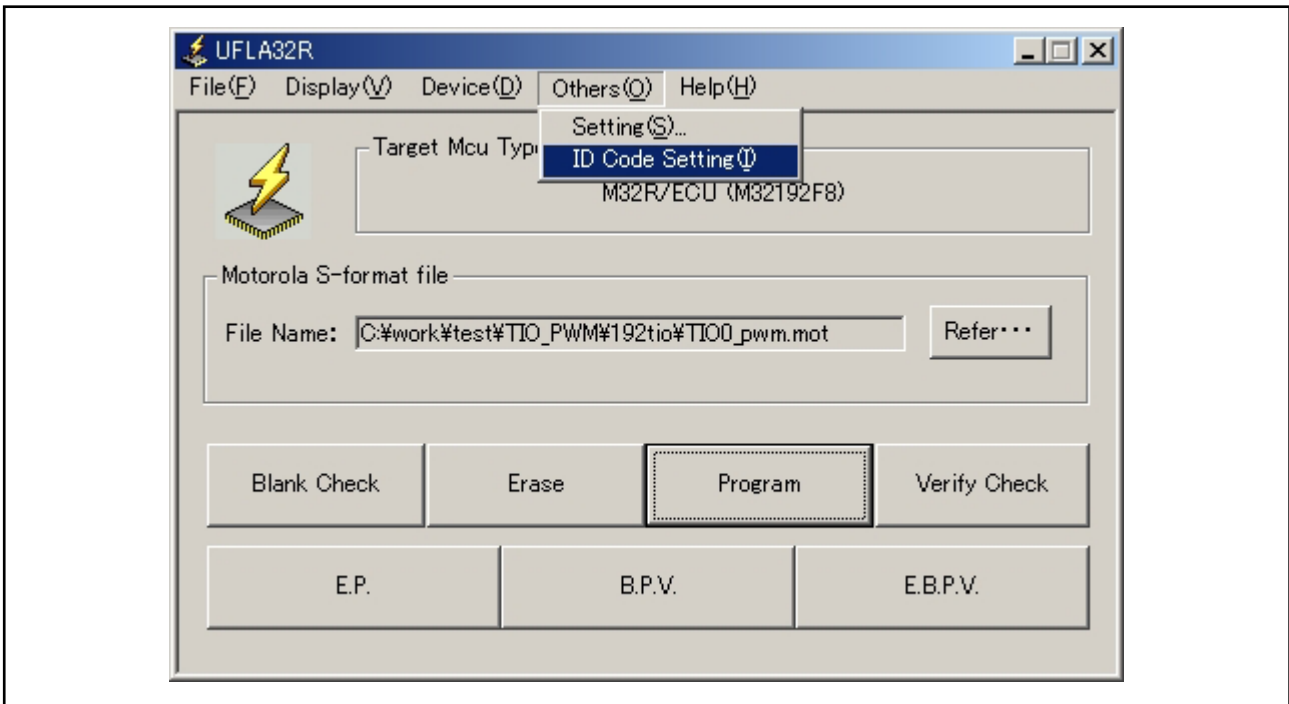 UFLA32R
File(F) Display(V) Device(D) Others(O) Help(H)
Setting(S)...
ID Code Setting(I)
Target Mcu Typ
M32R/ECU (M32192F8)
Motorola S-format file
File Name: C:¥work¥test¥TIO_PWM¥192tio¥TIO0_pwm.mot Refer･･･
Blank Check Erase Program Verify Check
E.P. B.P.V. E.B.P.V.